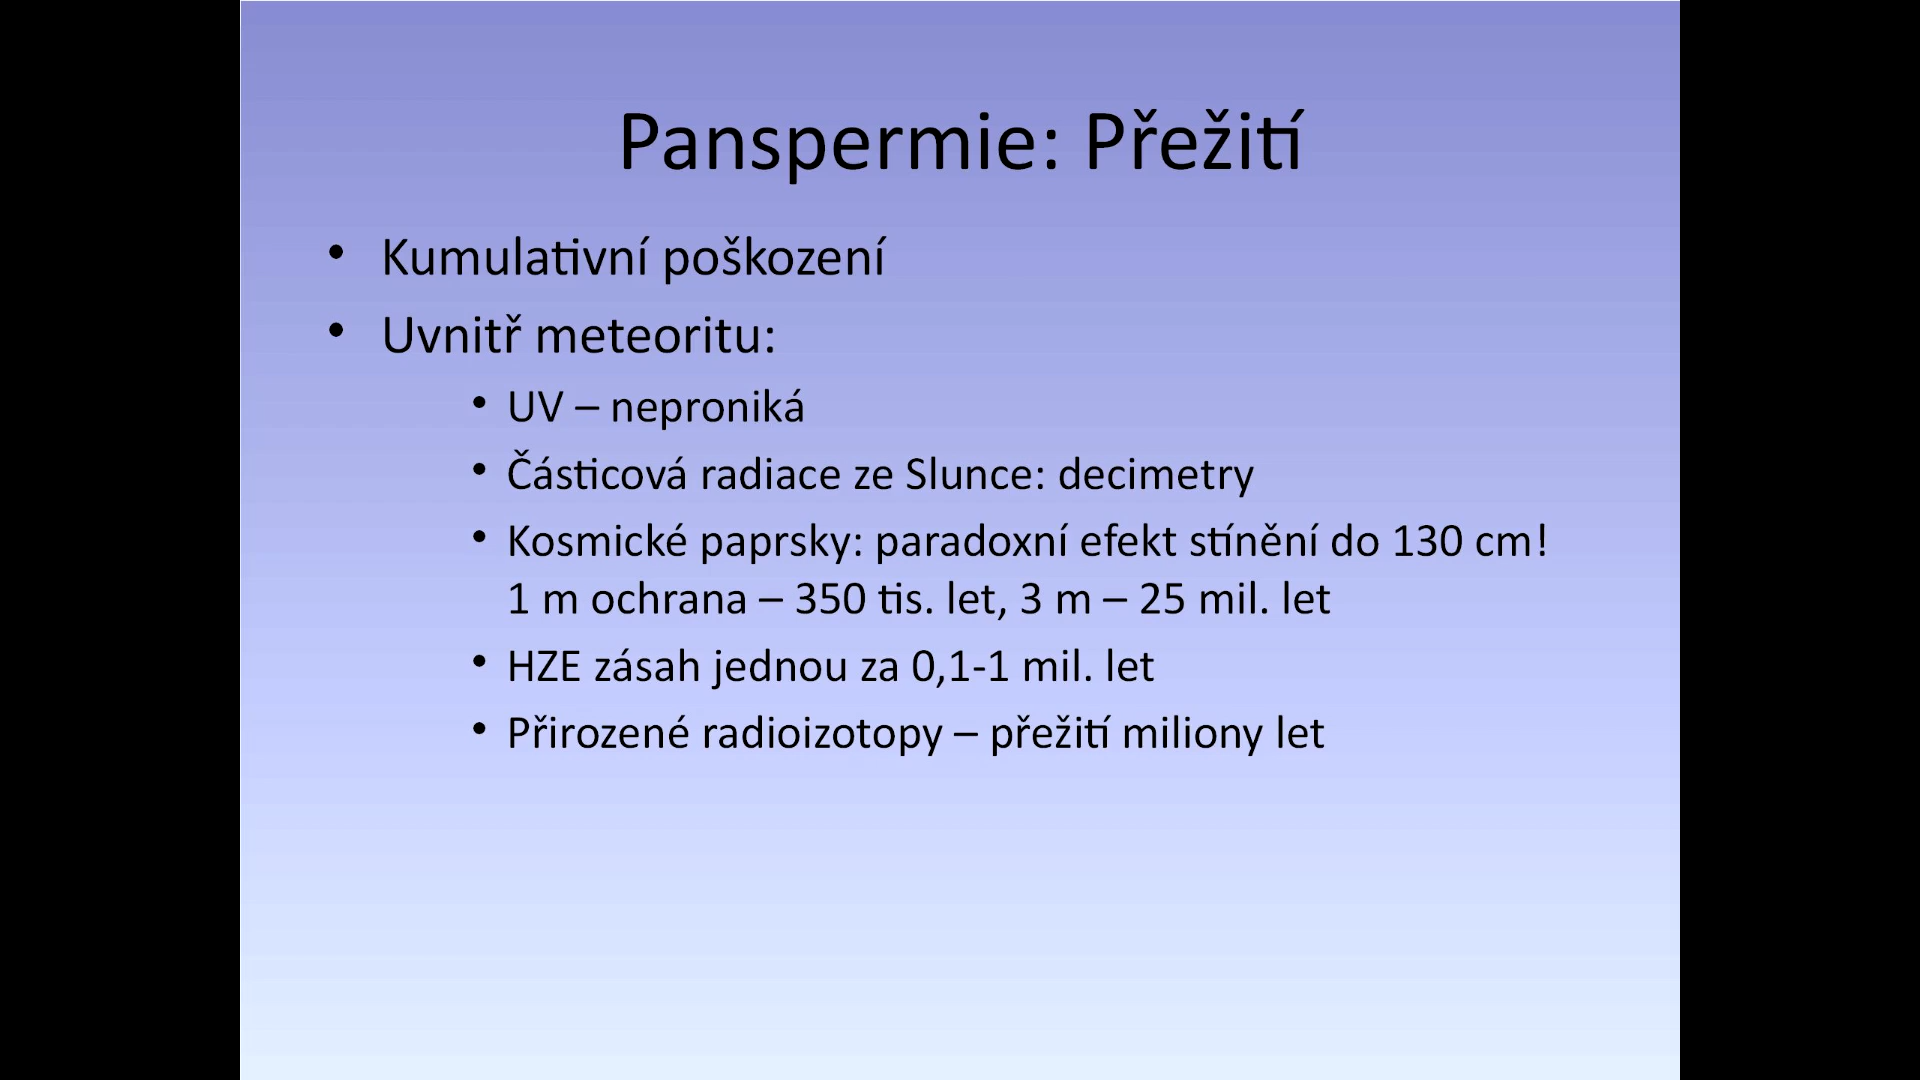 Panspermie: Přežití
• Kumulativní poškození
• Uvnitř meteoritu:
• UV – neproniká
• Částicová radiace ze Slunce: decimetry
• Kosmické paprsky: paradoxní efekt stínění do 130 cm!
1 m ochrana – 350 tis. let, 3 m – 25 mil. let
• HZE zásah jednou za 0,1-1 mil. let
• Přirozené radioizotopy – přežití miliony let